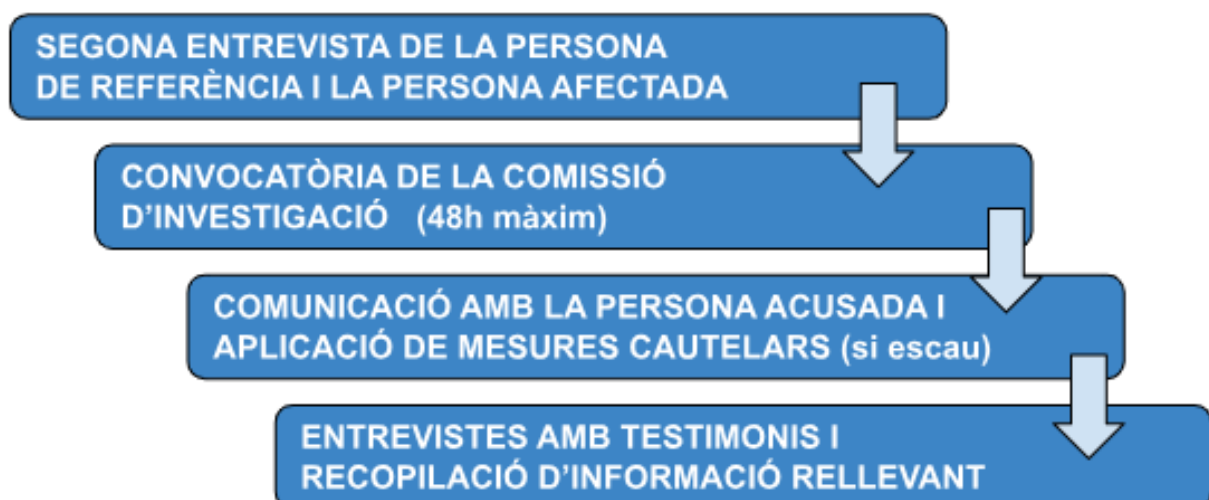 SEGONA ENTREVISTA DE LA PERSONA
DE REFERÈNCIA I LA PERSONA AFECTADA
CONVOCATÒRIA DE LA COMISSIÓ
D’INVESTIGACIÓ (48h màxim)
COMUNICACIÓ AMB LA PERSONA ACUSADA I
APLICACIÓ DE MESURES CAUTELARS (si escau)
ENTREVISTES AMB TESTIMONIS I
RECOPILACIÓ D’INFORMACIÓ RELLEVANT